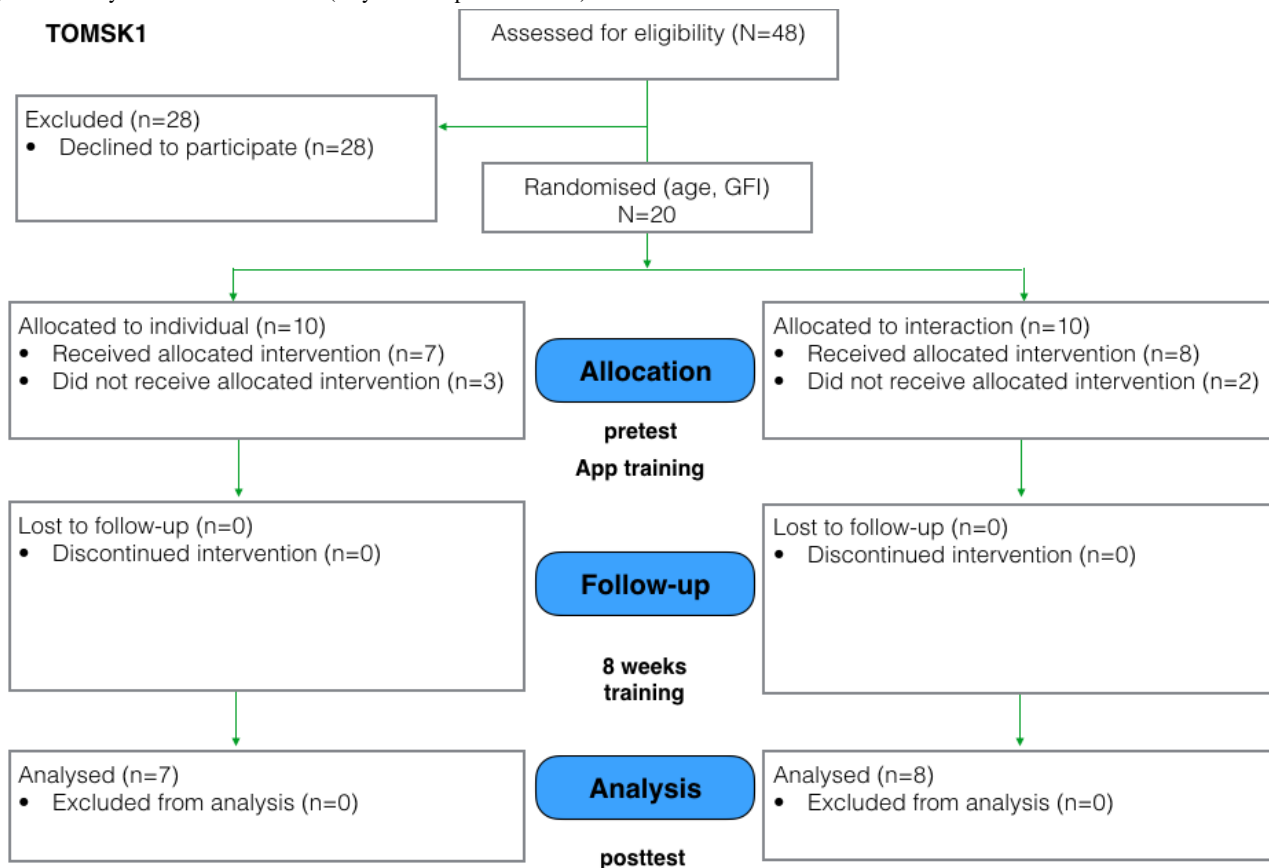 TOMSK1
Assessed for eligibility (N=48)
Excluded (n=28)
• Declined to participate (n=28)
Randomised (age, GFI)
N=20
Allocated to individual (n=10)
• Received allocated intervention (n=7)
• Did not receive allocated intervention (n=3)
Allocation
pretest
App training
Allocated to interaction (n=10)
• Received allocated intervention (n=8)
• Did not receive allocated intervention (n=2)
Lost to follow-up (n=0)
• Discontinued intervention (n=0)
Follow-up
8 weeks
training
Lost to follow-up (n=0)
• Discontinued intervention (n=0)
Analysed (n=7)
• Excluded from analysis (n=0)
Analysis
posttest
Analysed (n=8)
• Excluded from analysis (n=0)